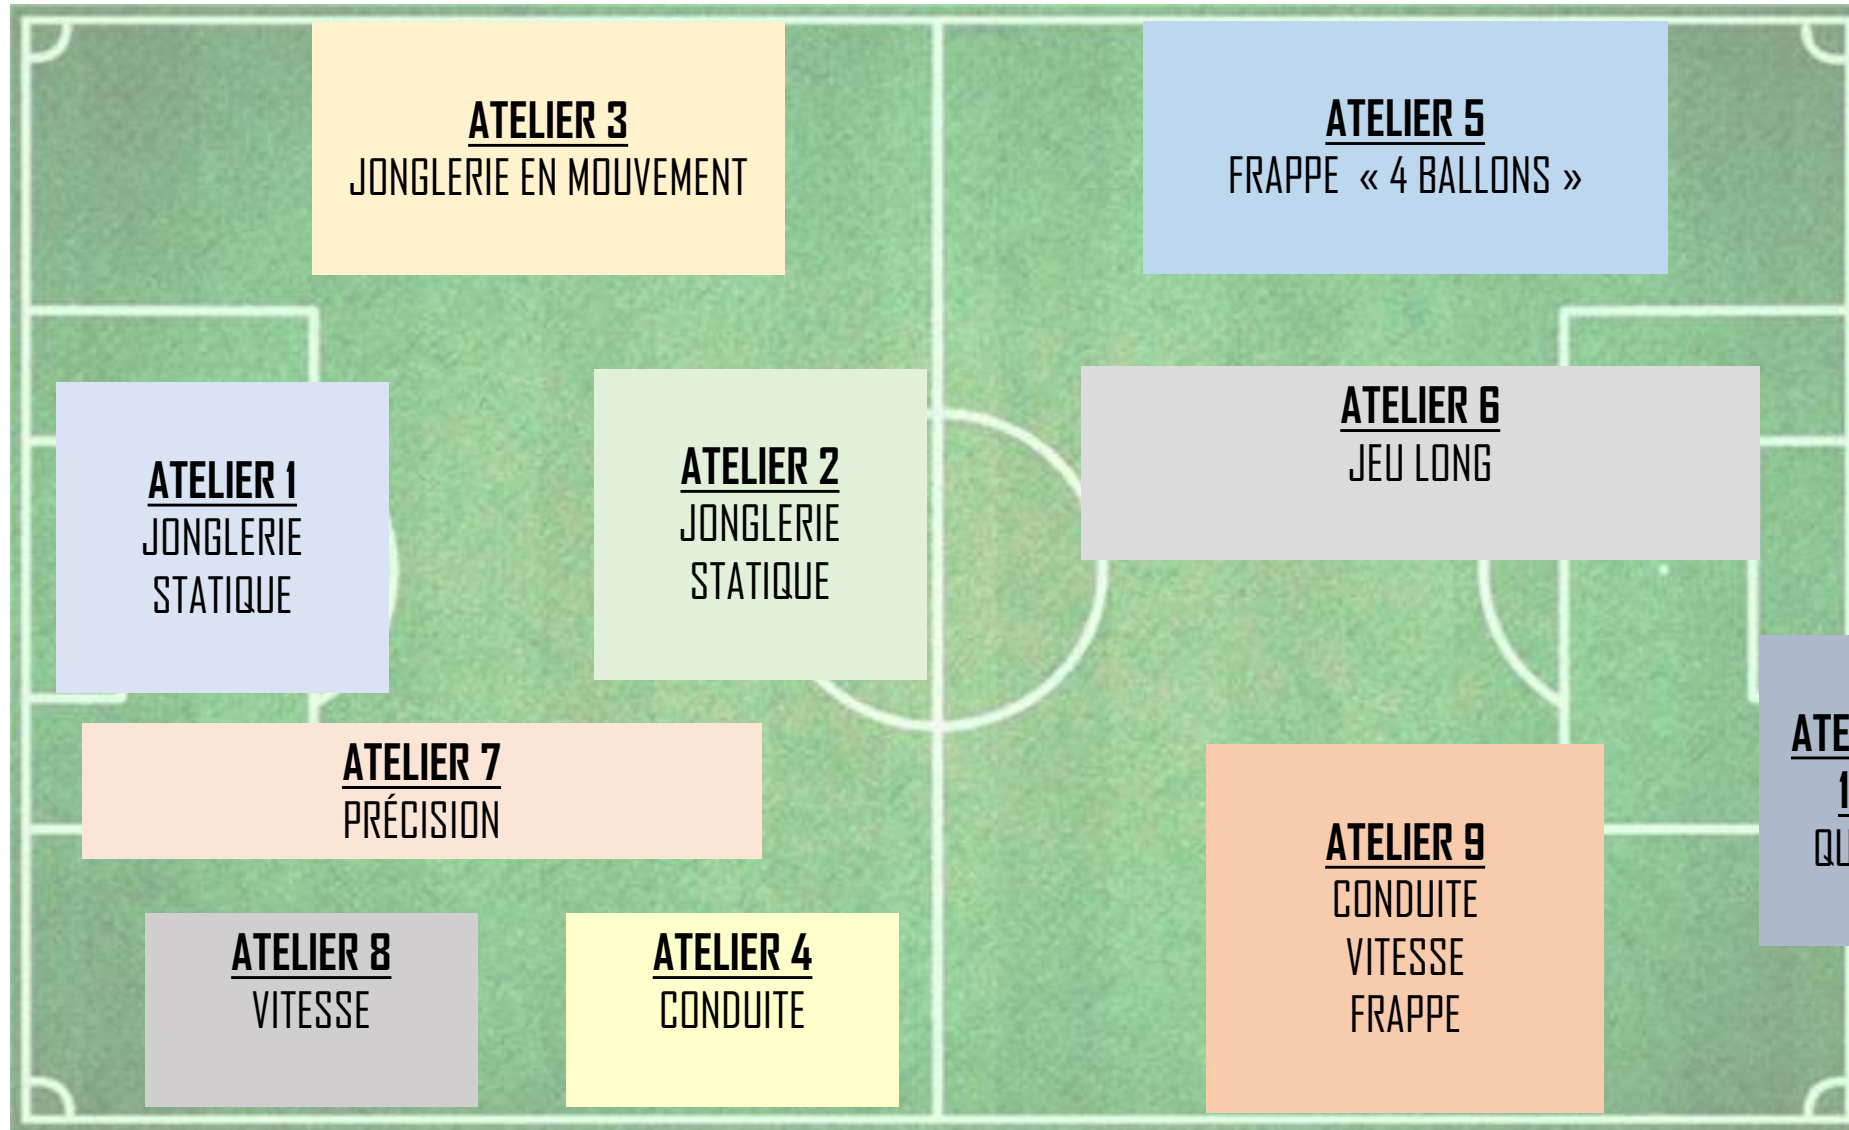 ATELIER 3
JONGLERIE EN MOUVEMENT
ATELIER 5
FRAPPE « 4 BALLONS »
ATELIER 1
JONGLERIE
STATIQUE
ATELIER 2
JONGLERIE
STATIQUE
ATELIER 6
JEU LONG
ATELIER 7
PRÉCISION
ATELIER 8
VITESSE
ATELIER 4
CONDUITE
ATELIER 9
CONDUITE
VITESSE
FRAPPE